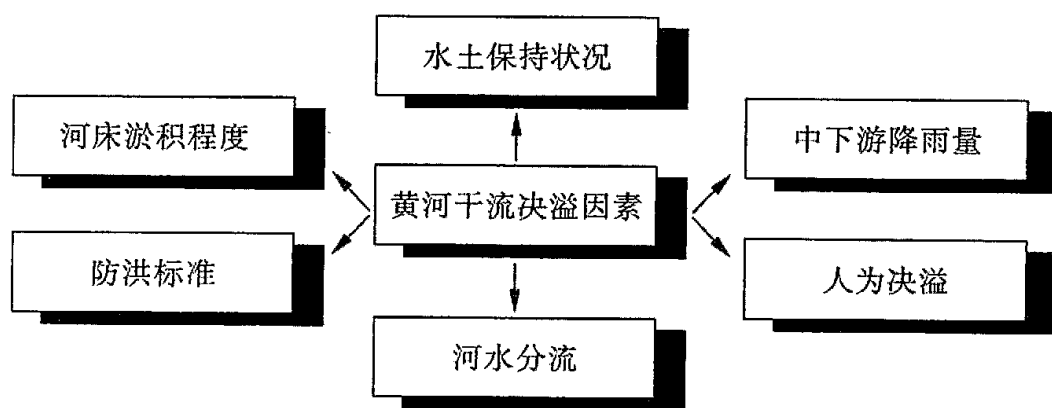 水土保持状况
河床淤积程度
中下游降雨量
黄河干流决溢因素
防洪标准
人为决溢
河水分流